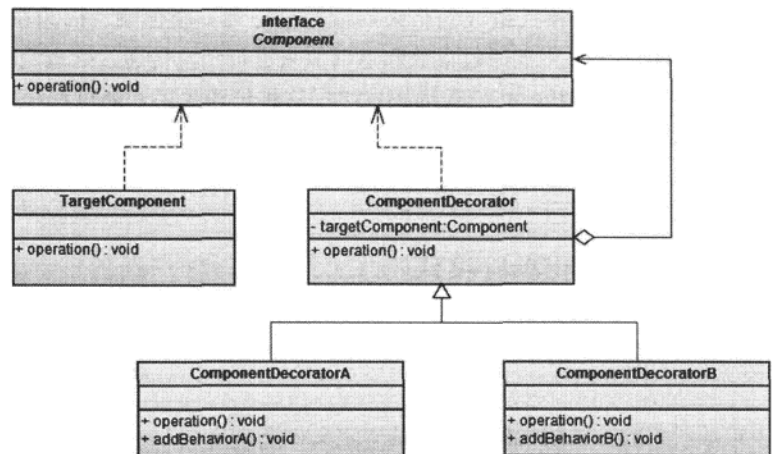 interface
Component
+ operation() : void
TargetComponent
+ operation() : void
ComponentDecorator
- targetComponent:Component
+ operation() : void
ComponentDecoratorA
+ operation() : void
+ addBehaviorA() : void
ComponentDecoratorB
+ operation() : void
+ addBehaviorB() : void